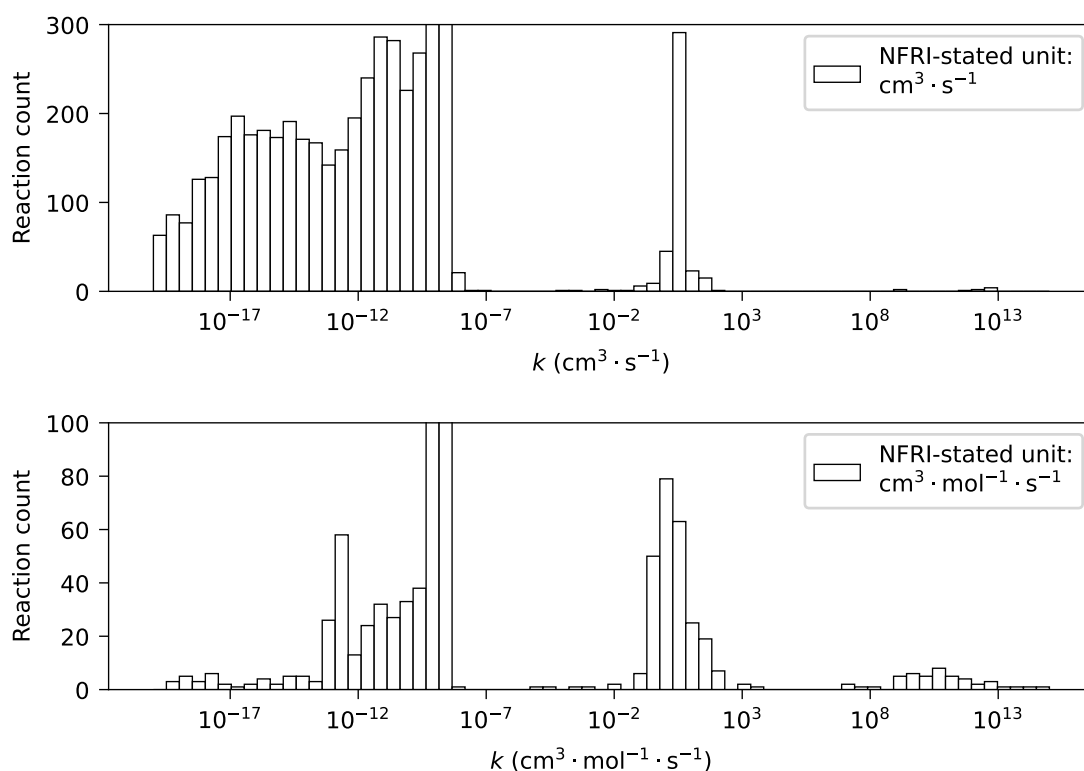 300
200
100
0
Reaction count
NFRI-stated unit:
cm³ · s⁻¹
10⁻¹⁷ 10⁻¹² 10⁻⁷ 10⁻² 10³ 10⁸ 10¹³
k (cm³ · s⁻¹)
100
80
60
40
20
0
Reaction count
NFRI-stated unit:
cm³ · mol⁻¹ · s⁻¹
10⁻¹⁷ 10⁻¹² 10⁻⁷ 10⁻² 10³ 10⁸ 10¹³
k (cm³ · mol⁻¹ · s⁻¹)